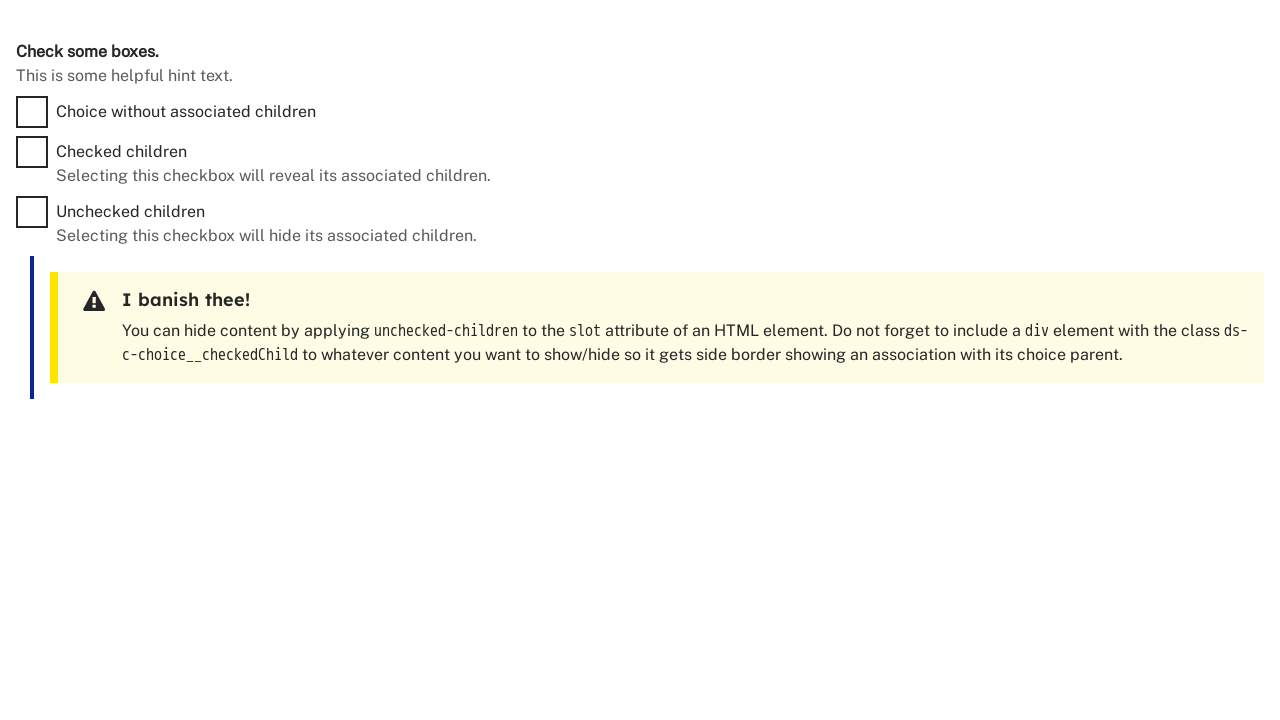 Check some boxes.
This is some helpful hint text.
Choice without associated children
Checked children
Selecting this checkbox will reveal its associated children.
Unchecked children
Selecting this checkbox will hide its associated children.
I banish thee!
You can hide content by applying unchecked-children to the slot attribute of an HTML element. Do not forget to include a div element with the class ds-
c-choice__checkedChild to whatever content you want to show/hide so it gets side border showing an association with its choice parent.